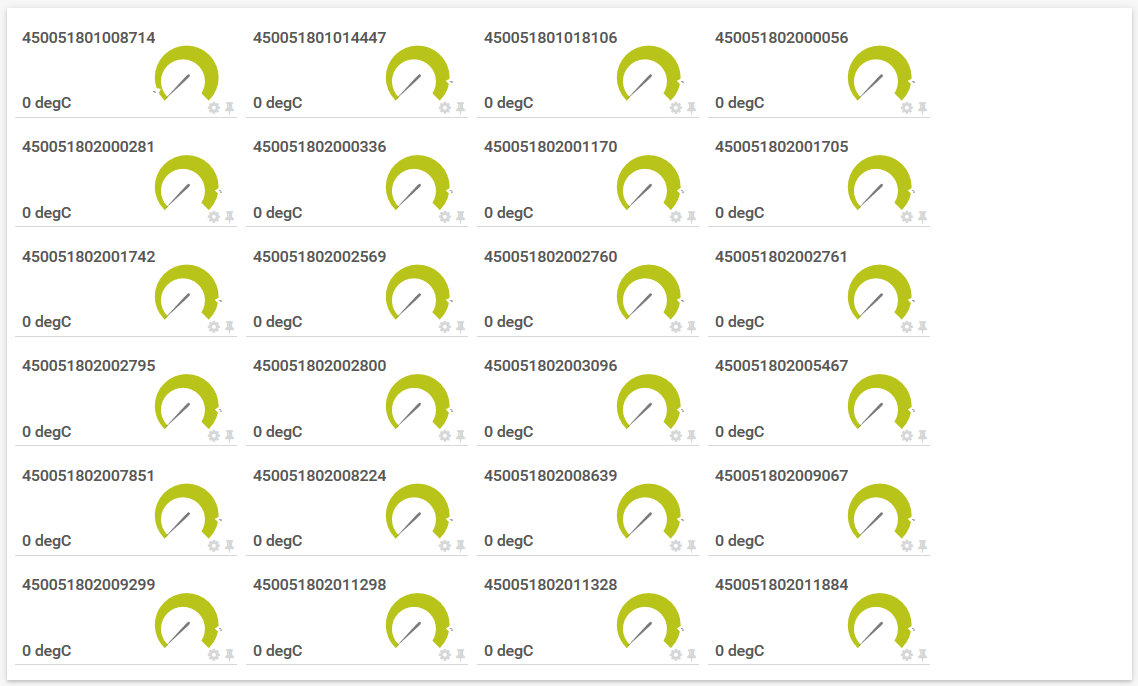 450051801008714
0 degC
450051801014447
0 degC
450051801018106
0 degC
450051802000056
0 degC
450051802000281
0 degC
450051802000336
0 degC
450051802001170
0 degC
450051802001705
0 degC
450051802001742
0 degC
450051802002569
0 degC
450051802002760
0 degC
450051802002761
0 degC
450051802002795
0 degC
450051802002800
0 degC
450051802003096
0 degC
450051802005467
0 degC
450051802007851
0 degC
450051802008224
0 degC
450051802008639
0 degC
450051802009067
0 degC
450051802009299
0 degC
450051802011298
0 degC
450051802011328
0 degC
450051802011884
0 degC